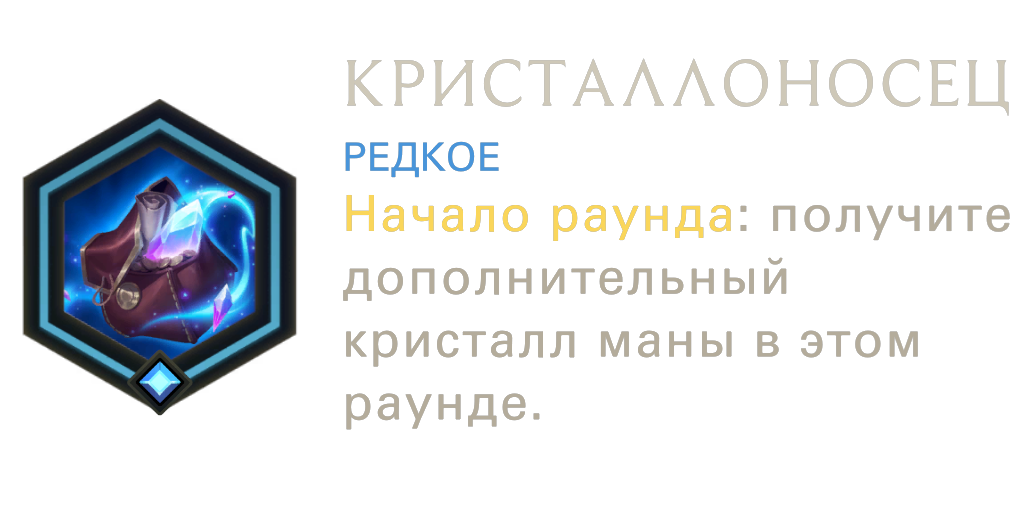 КРИСТАЛЛОНОСЕЦ
РЕДКОЕ
Начало раунда: получите
дополнительный
кристалл маны в этом
раунде.